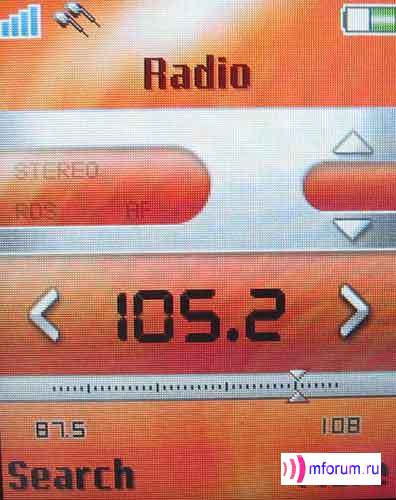 Radio
STEREO
RDS AF
105.2
87.5 108
Search
mforum.ru